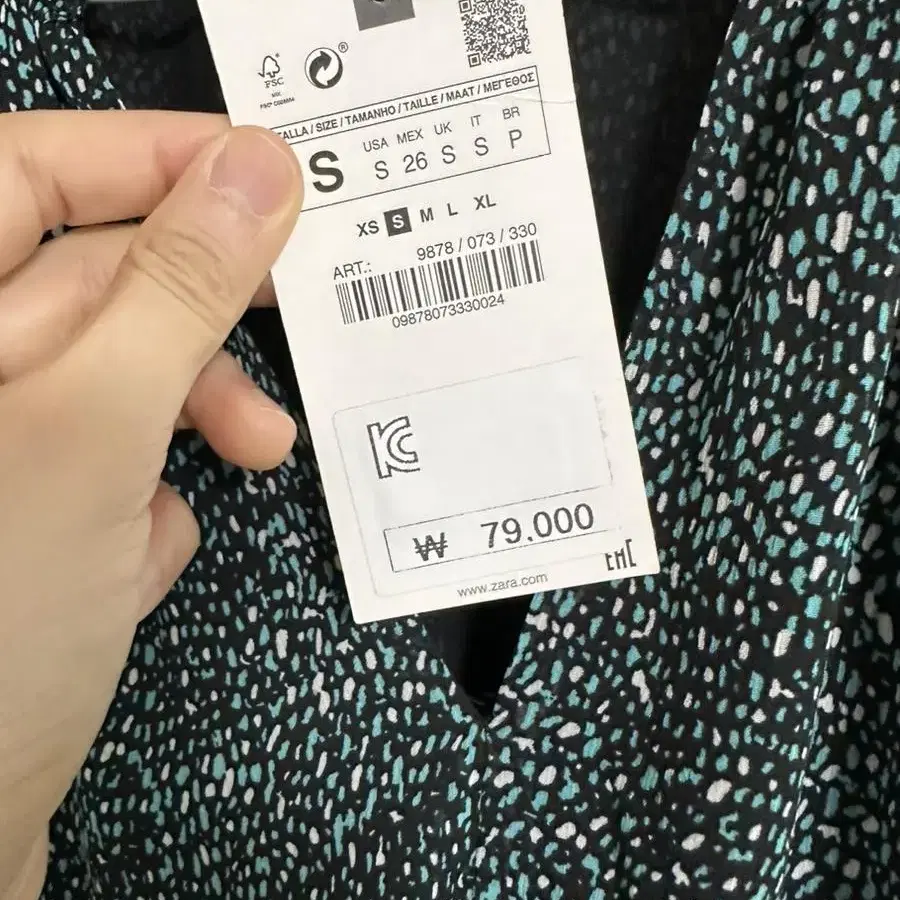 FSC
MIX
TALLA / SIZE / TAMANHO / TAILLE / MAAT / ΜΕΓΕΘΟΣ
S
USA MEX UK IT BR
S 26 S S P
XS S M L XL
ART.: 9878 / 073 / 330
09878073330024
₩ 79.000
EAC
www.zara.com